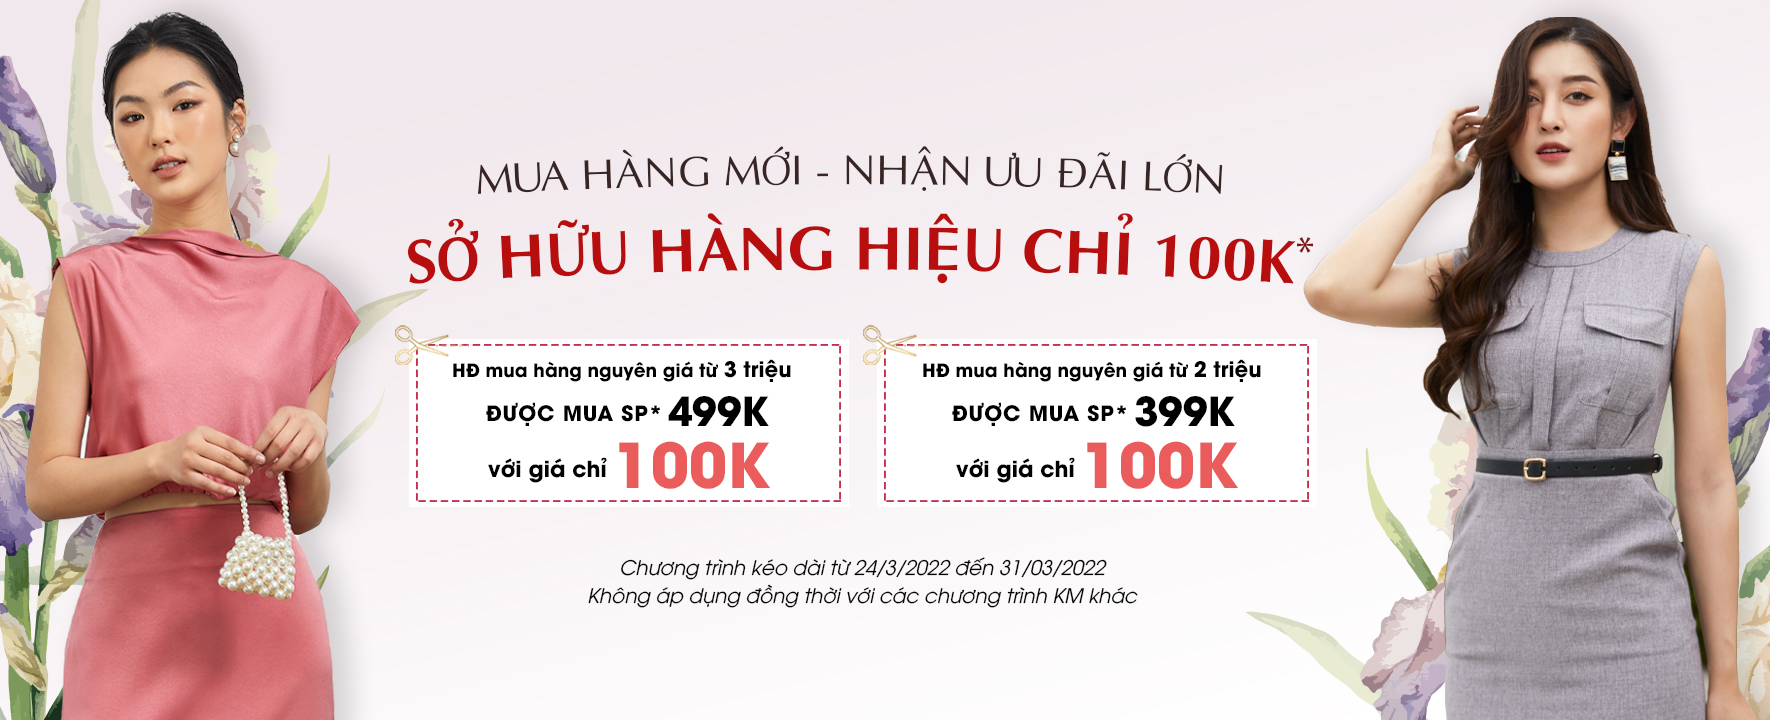 MUA HÀNG MỚI - NHẬN ƯU ĐÃI LỚN
SỞ HỮU HÀNG HIỆU CHỈ 100K*
HĐ mua hàng nguyên giá từ 3 triệu
ĐƯỢC MUA SP* 499K
với giá chỉ 100K
HĐ mua hàng nguyên giá từ 2 triệu
ĐƯỢC MUA SP* 399K
với giá chỉ 100K
Chương trình kéo dài từ 24/3/2022 đến 31/03/2022
Không áp dụng đồng thời với các chương trình KM khác